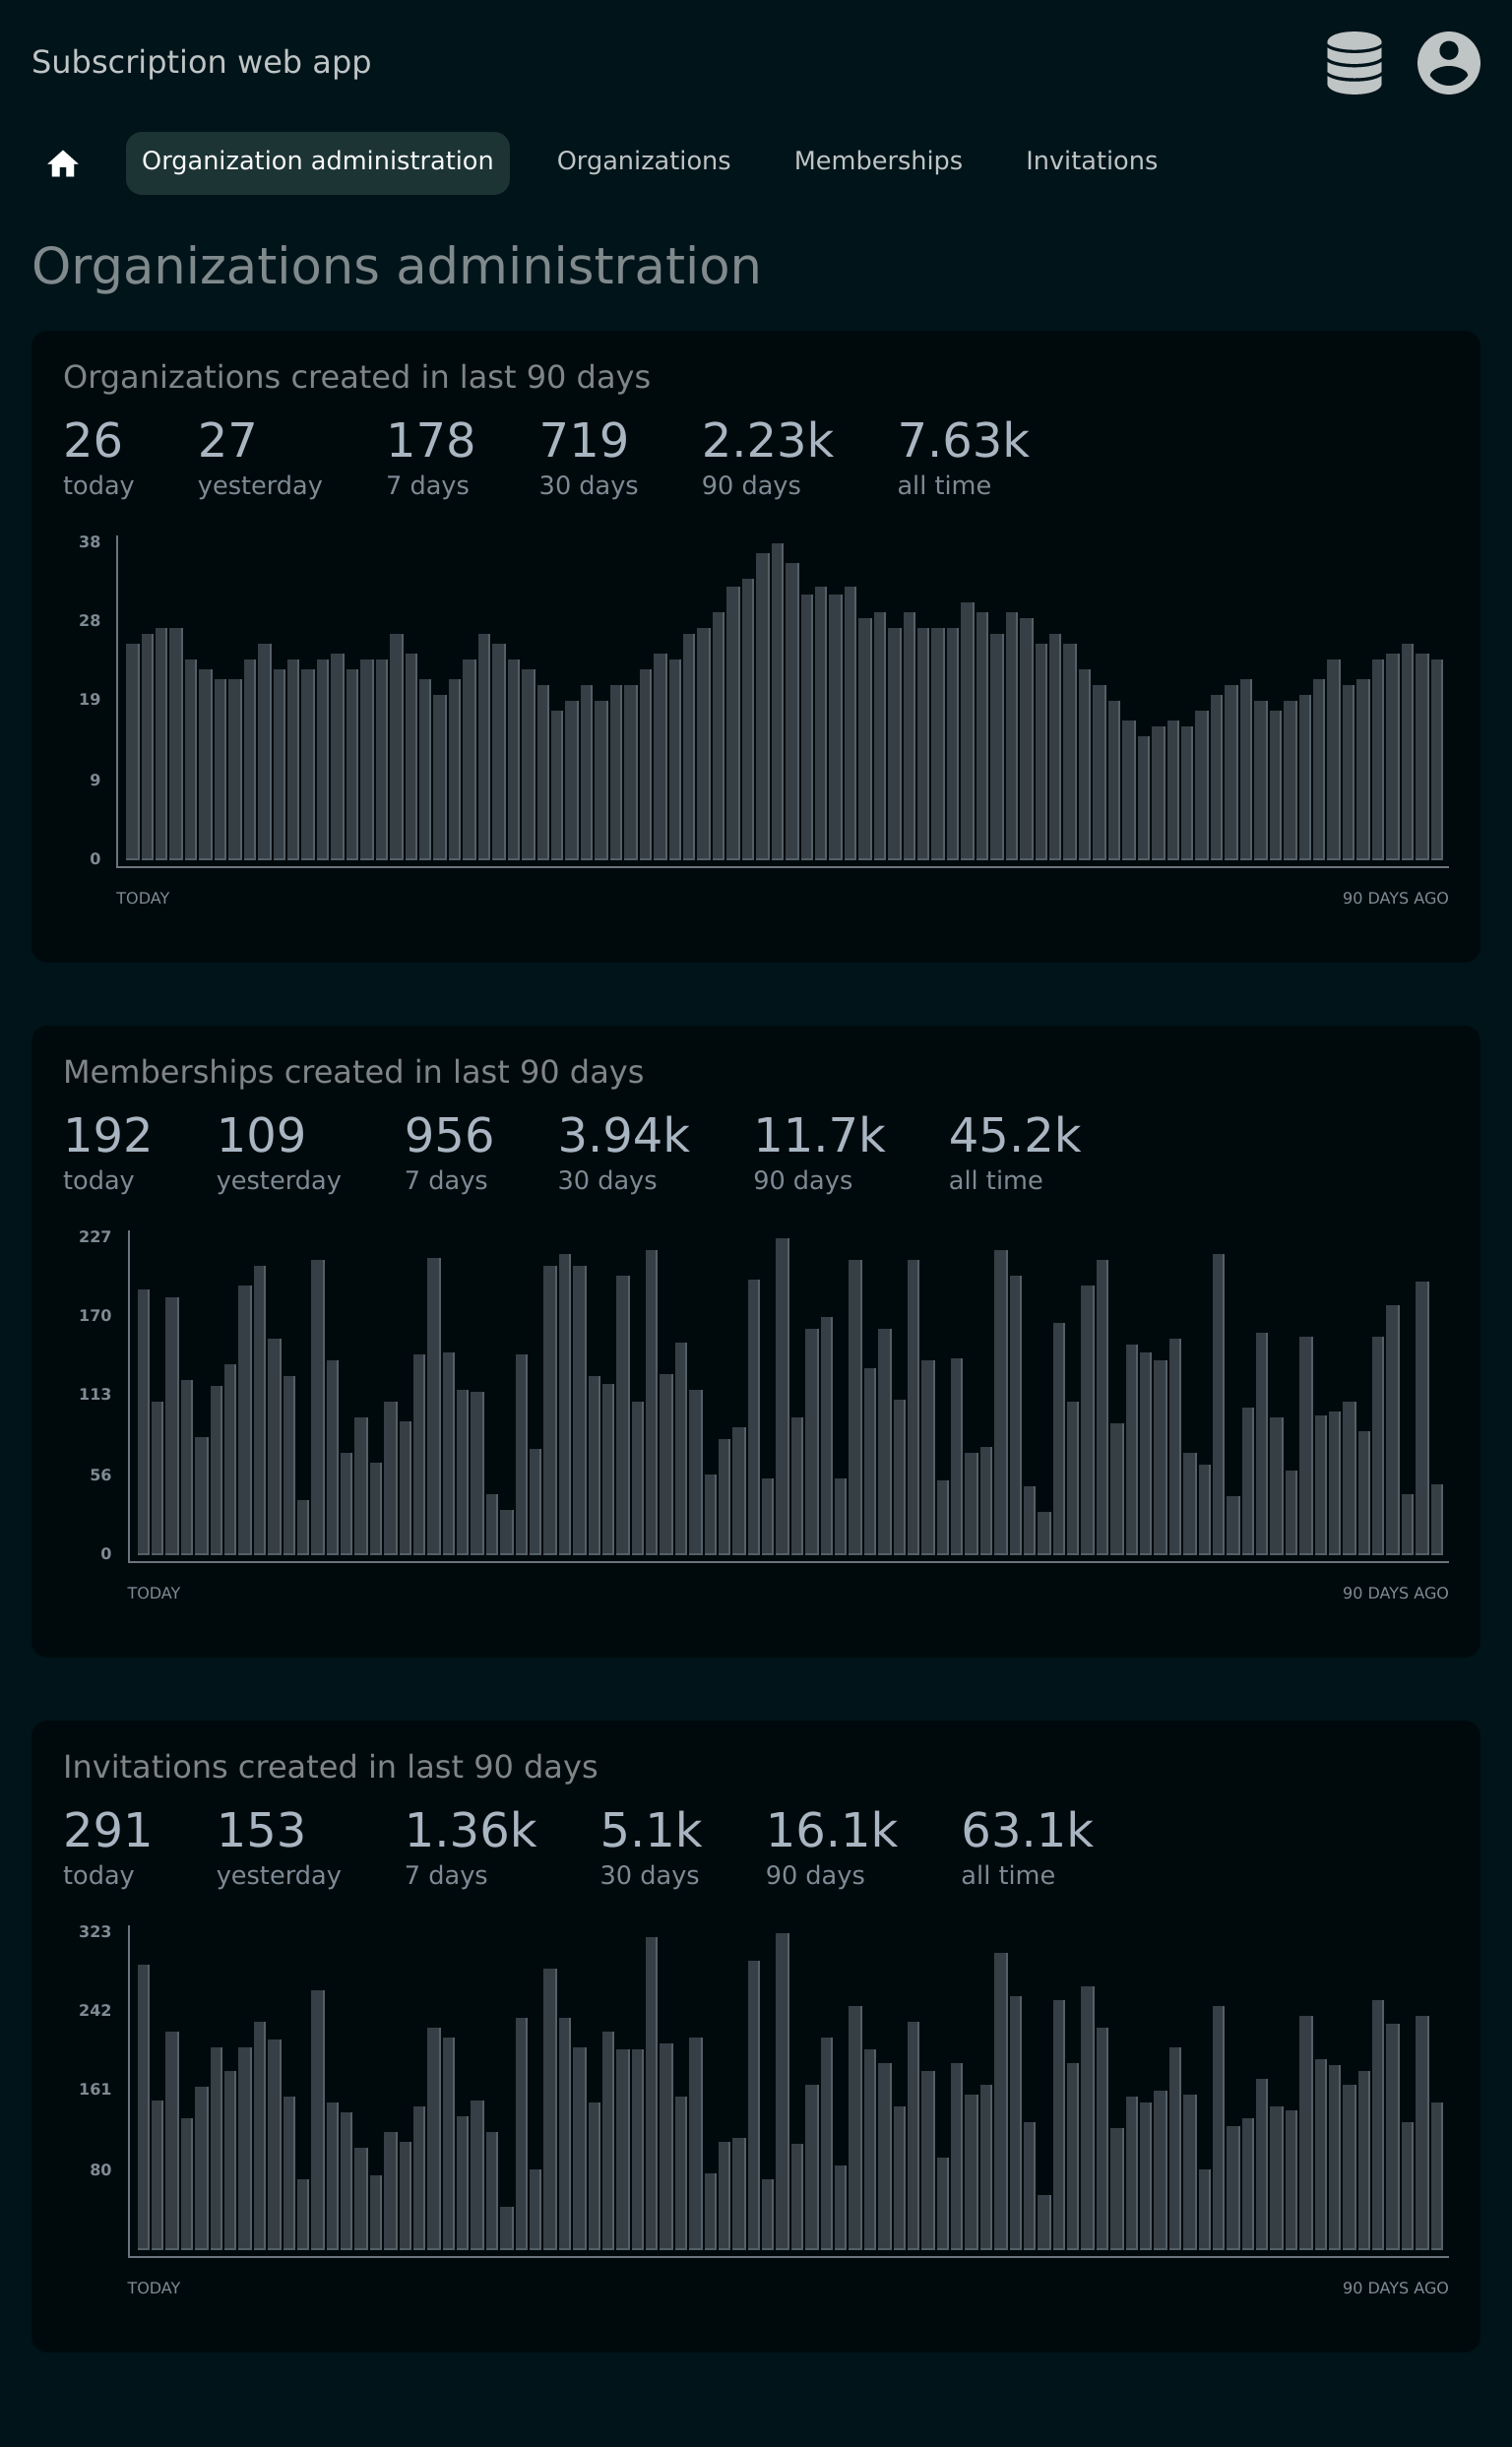 Subscription web app
Organization administration Organizations Memberships Invitations
Organizations administration
Organizations created in last 90 days
26 27 178 719 2.23k 7.63k
today yesterday 7 days 30 days 90 days all time
38
28
19
9
0
TODAY 90 DAYS AGO
Memberships created in last 90 days
192 109 956 3.94k 11.7k 45.2k
today yesterday 7 days 30 days 90 days all time
227
170
113
56
0
TODAY 90 DAYS AGO
Invitations created in last 90 days
291 153 1.36k 5.1k 16.1k 63.1k
today yesterday 7 days 30 days 90 days all time
323
242
161
80
TODAY 90 DAYS AGO